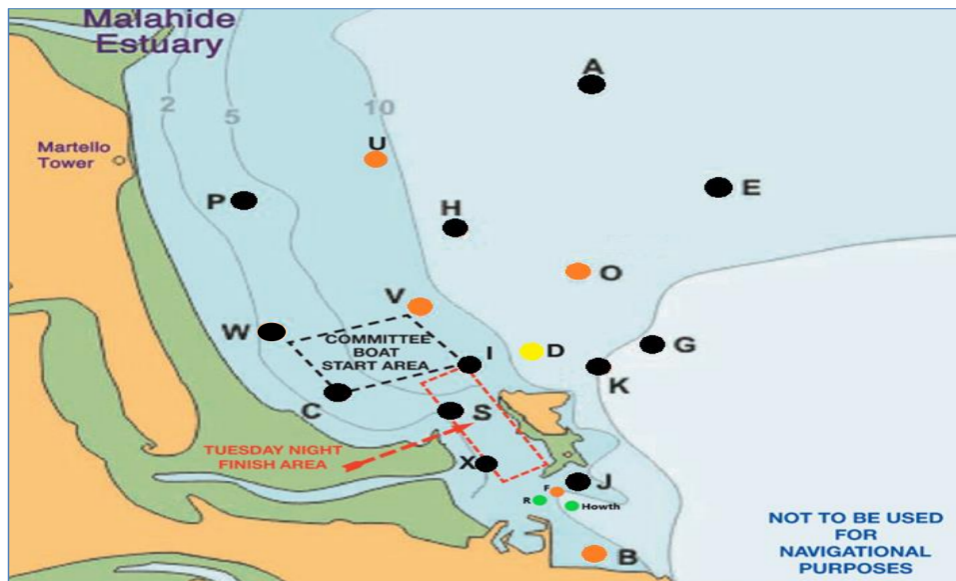 Malahide
Estuary
A
2
5
10
U
Martello
Tower
P
E
H
O
V
W
COMMITTEE
BOAT
START AREA
I
D
G
K
C
S
TUESDAY NIGHT
FINISH AREA
X
J
F
R
Howth
B
NOT TO BE USED
FOR
NAVIGATIONAL
PURPOSES